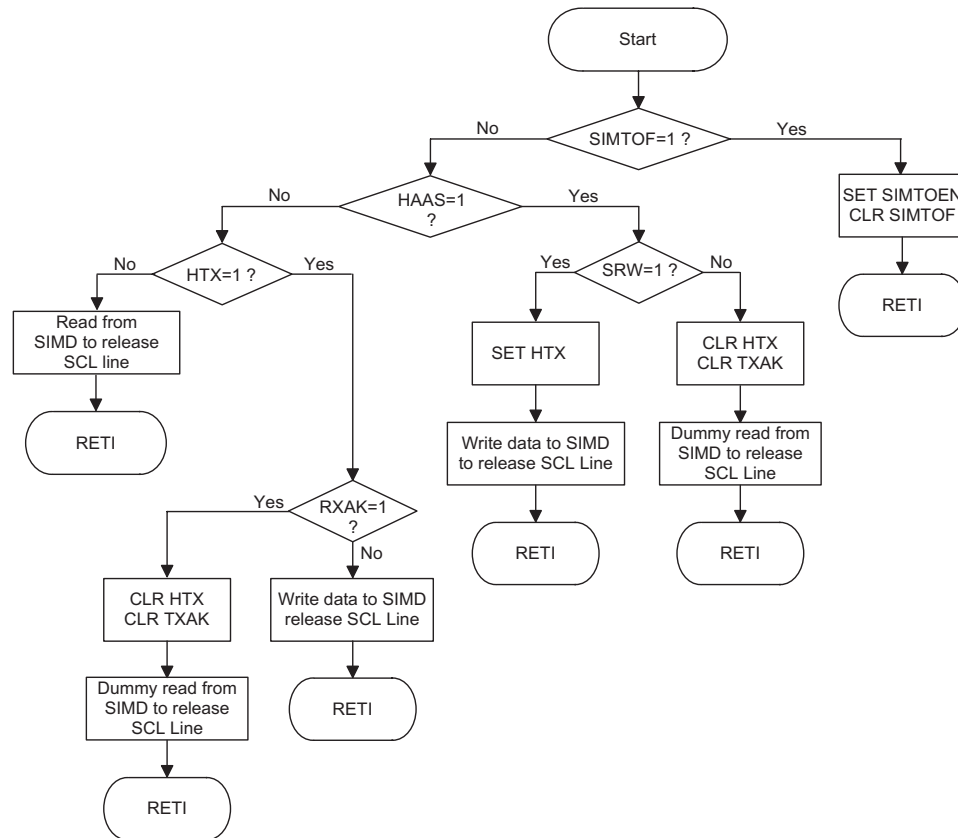 Start
SIMTOF=1 ?
No
Yes
SET SIMTOEN
CLR SIMTOF
RETI
HAAS=1
?
No
Yes
HTX=1 ?
No
Yes
Read from
SIMD to release
SCL line
RETI
SRW=1 ?
Yes
No
SET HTX
Write data to SIMD
to release SCL Line
RETI
CLR HTX
CLR TXAK
Dummy read from
SIMD to release
SCL Line
RETI
RXAK=1
?
Yes
No
CLR HTX
CLR TXAK
Dummy read from
SIMD to release
SCL Line
RETI
Write data to SIMD
release SCL Line
RETI